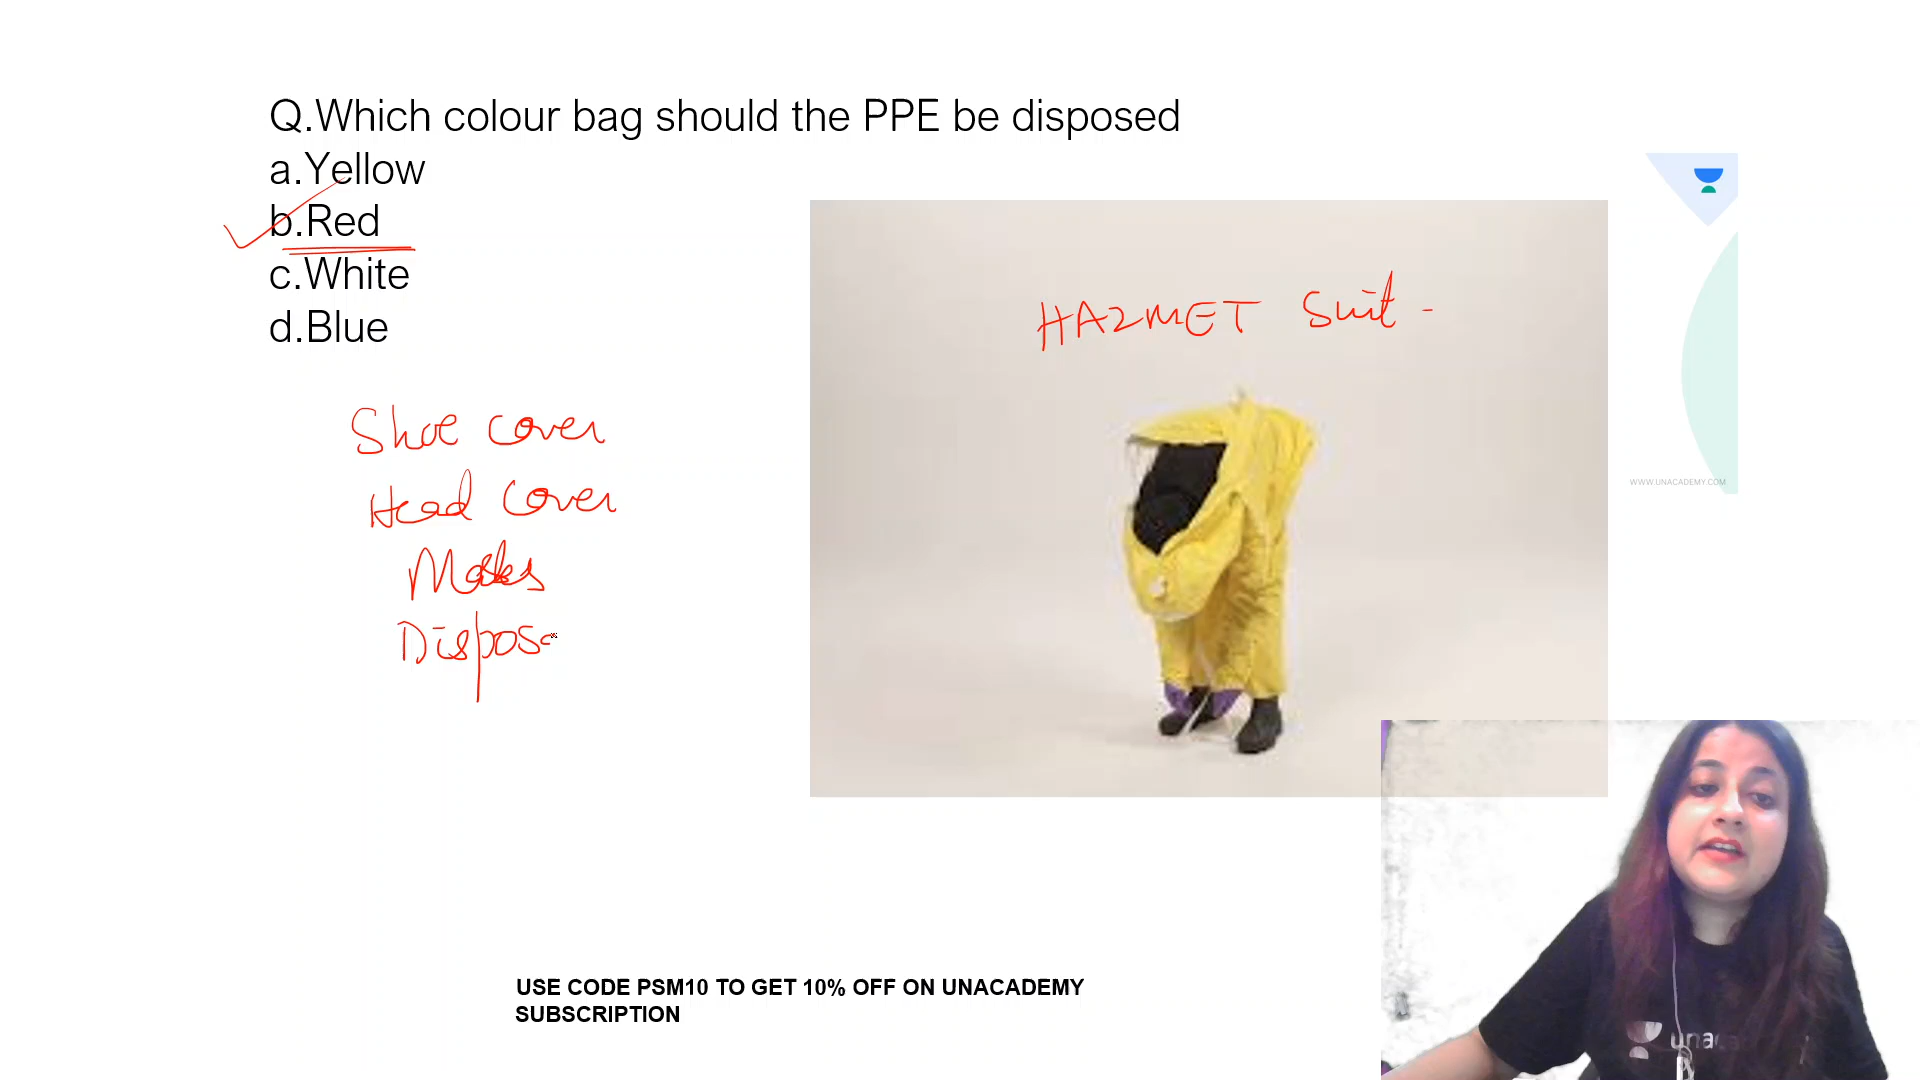 Q.Which colour bag should the PPE be disposed
a.Yellow
b.Red
c.White
d.Blue
HAZMET Suit -
Shoe cover
Head cover
Masks
Dispos
WWW.UNACADEMY.COM
USE CODE PSM10 TO GET 10% OFF ON UNACADEMY
SUBSCRIPTION